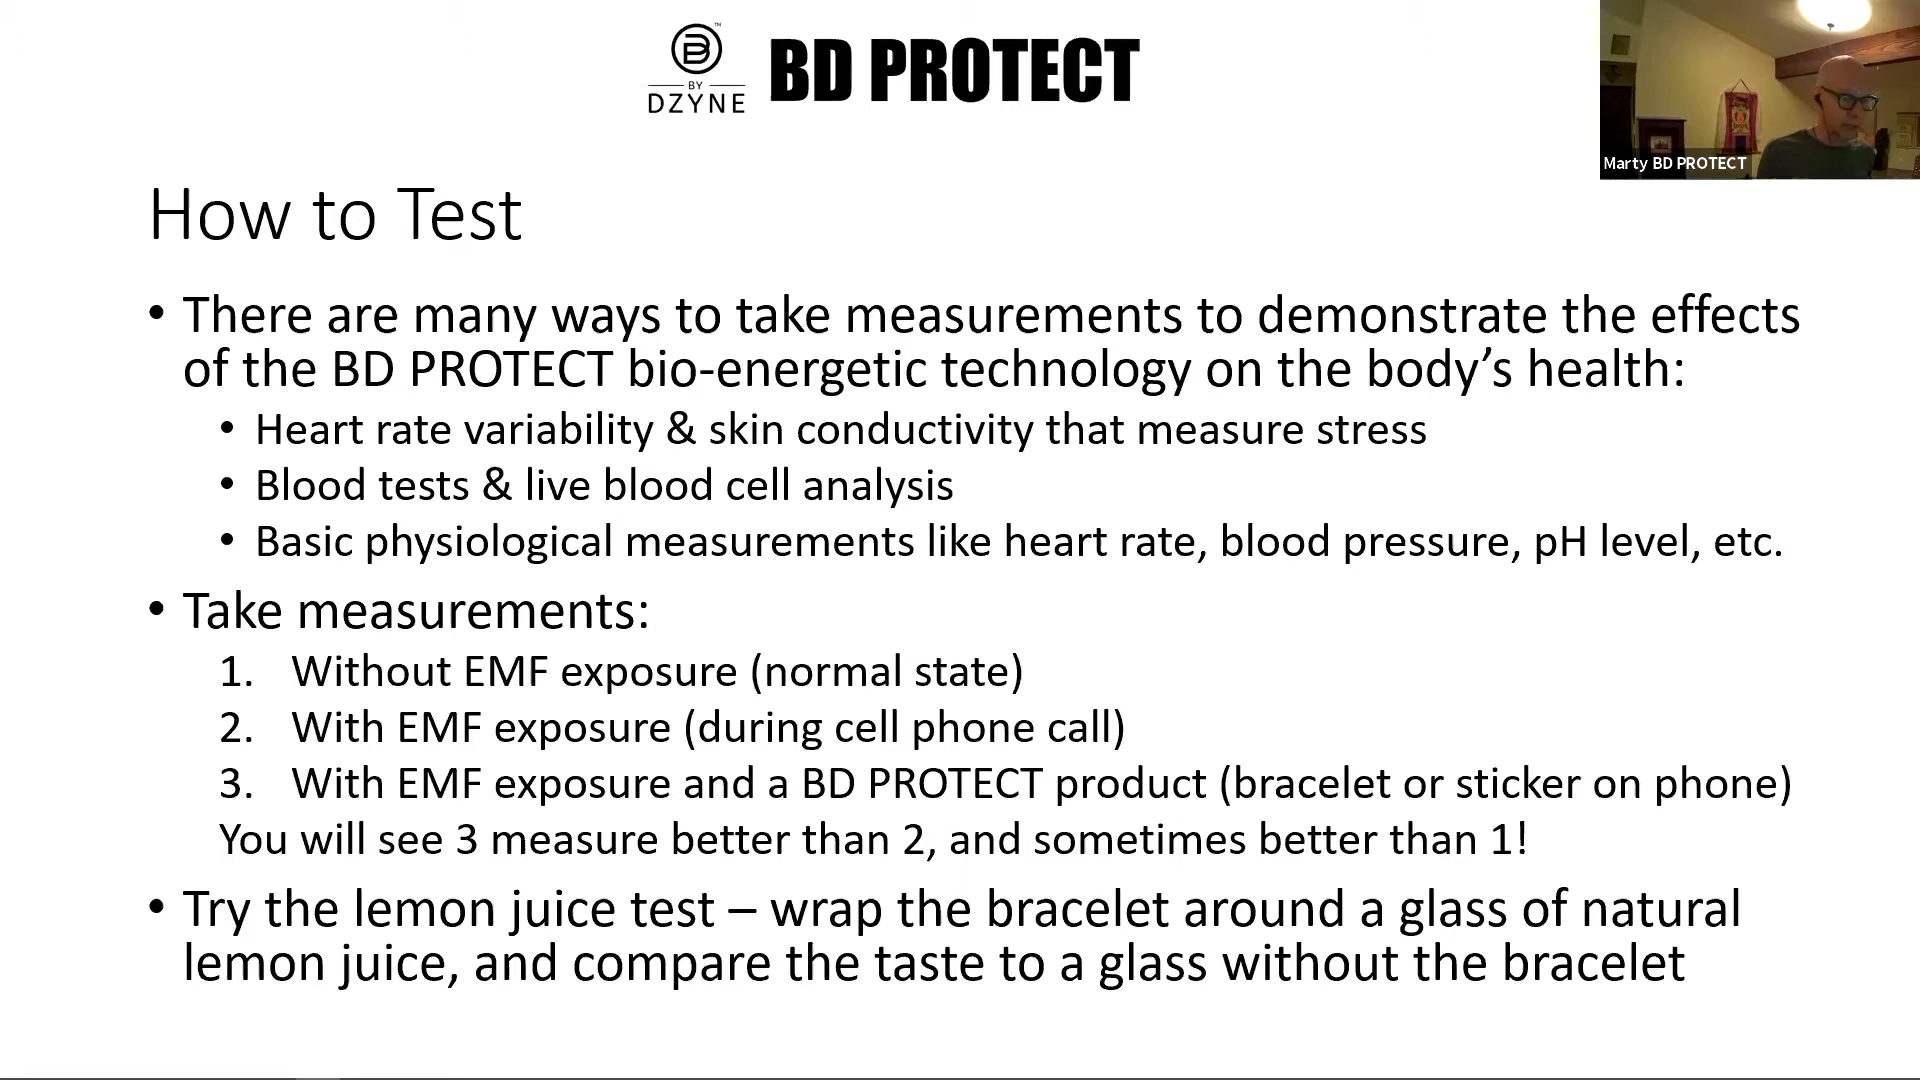 B
™
BY
DZYNE
BD PROTECT
Marty BD PROTECT
How to Test
• There are many ways to take measurements to demonstrate the effects
of the BD PROTECT bio-energetic technology on the body’s health:
• Heart rate variability & skin conductivity that measure stress
• Blood tests & live blood cell analysis
• Basic physiological measurements like heart rate, blood pressure, pH level, etc.
• Take measurements:
1. Without EMF exposure (normal state)
2. With EMF exposure (during cell phone call)
3. With EMF exposure and a BD PROTECT product (bracelet or sticker on phone)
You will see 3 measure better than 2, and sometimes better than 1!
• Try the lemon juice test – wrap the bracelet around a glass of natural
lemon juice, and compare the taste to a glass without the bracelet